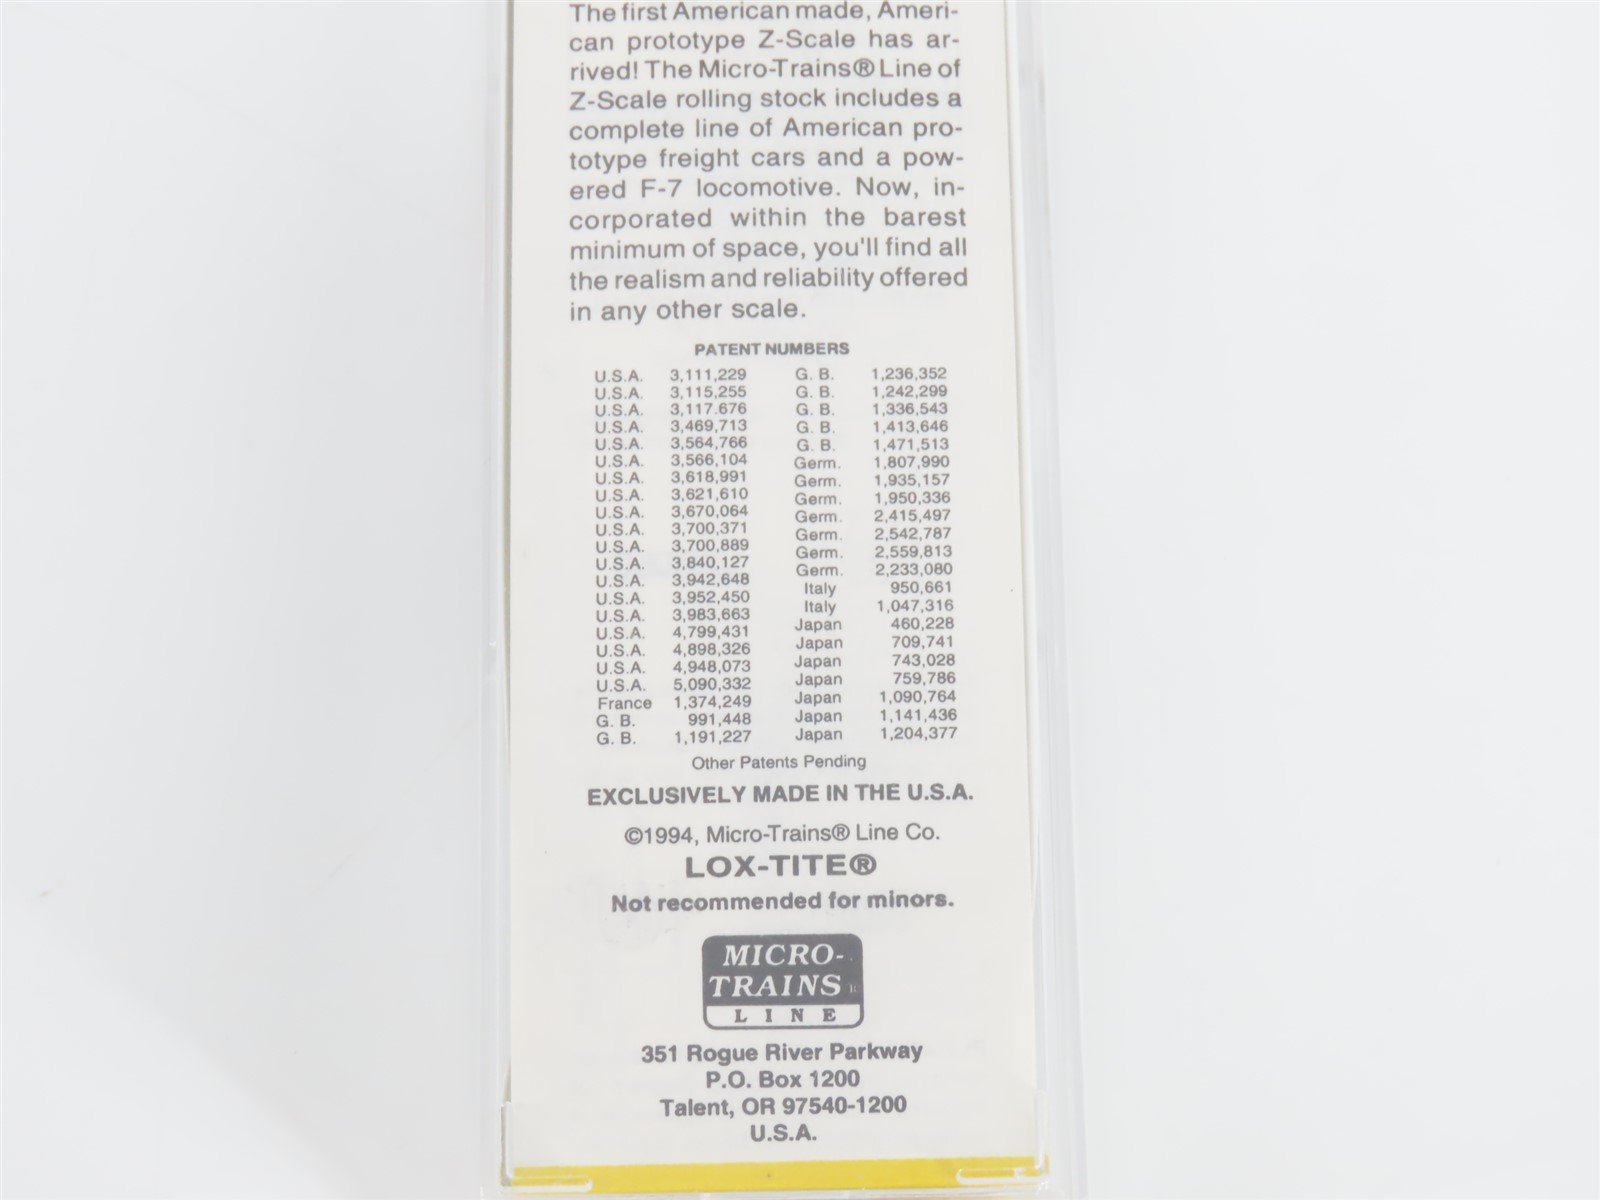 The first American made, Ameri-
can prototype Z-Scale has ar-
rived! The Micro-Trains® Line of
Z-Scale rolling stock includes a
complete line of American pro-
totype freight cars and a pow-
ered F-7 locomotive. Now, in-
corporated within the barest
minimum of space, you'll find all
the realism and reliability offered
in any other scale.
PATENT NUMBERS
U.S.A. 3,111,229 G. B. 1,236,352
U.S.A. 3,115,255 G. B. 1,242,299
U.S.A. 3,117.676 G. B. 1,336,543
U.S.A. 3,469,713 G. B. 1,413,646
U.S.A. 3,564,766 G. B. 1,471,513
U.S.A. 3,566,104 Germ. 1,807,990
U.S.A. 3,618,991 Germ. 1,935,157
U.S.A. 3,621,610 Germ. 1,950,336
U.S.A. 3,670,064 Germ. 2,415,497
U.S.A. 3,700,371 Germ. 2,542,787
U.S.A. 3,700,889 Germ. 2,559,813
U.S.A. 3,840,127 Germ. 2,233,080
U.S.A. 3,942,648 Italy 950,661
U.S.A. 3,952,450 Italy 1,047,316
U.S.A. 3,983,663 Japan 460,228
U.S.A. 4,799,431 Japan 709,741
U.S.A. 4,898,326 Japan 743,028
U.S.A. 4,948,073 Japan 759,786
U.S.A. 5,090,332 Japan 1,090,764
France 1,374,249 Japan 1,141,436
G. B. 991,448 Japan 1,204,377
G. B. 1,191,227
Other Patents Pending
EXCLUSIVELY MADE IN THE U.S.A.
©1994, Micro-Trains® Line Co.
LOX-TITE®
Not recommended for minors.
MICRO-
TRAINS®
LINE
351 Rogue River Parkway
P.O. Box 1200
Talent, OR 97540-1200
U.S.A.